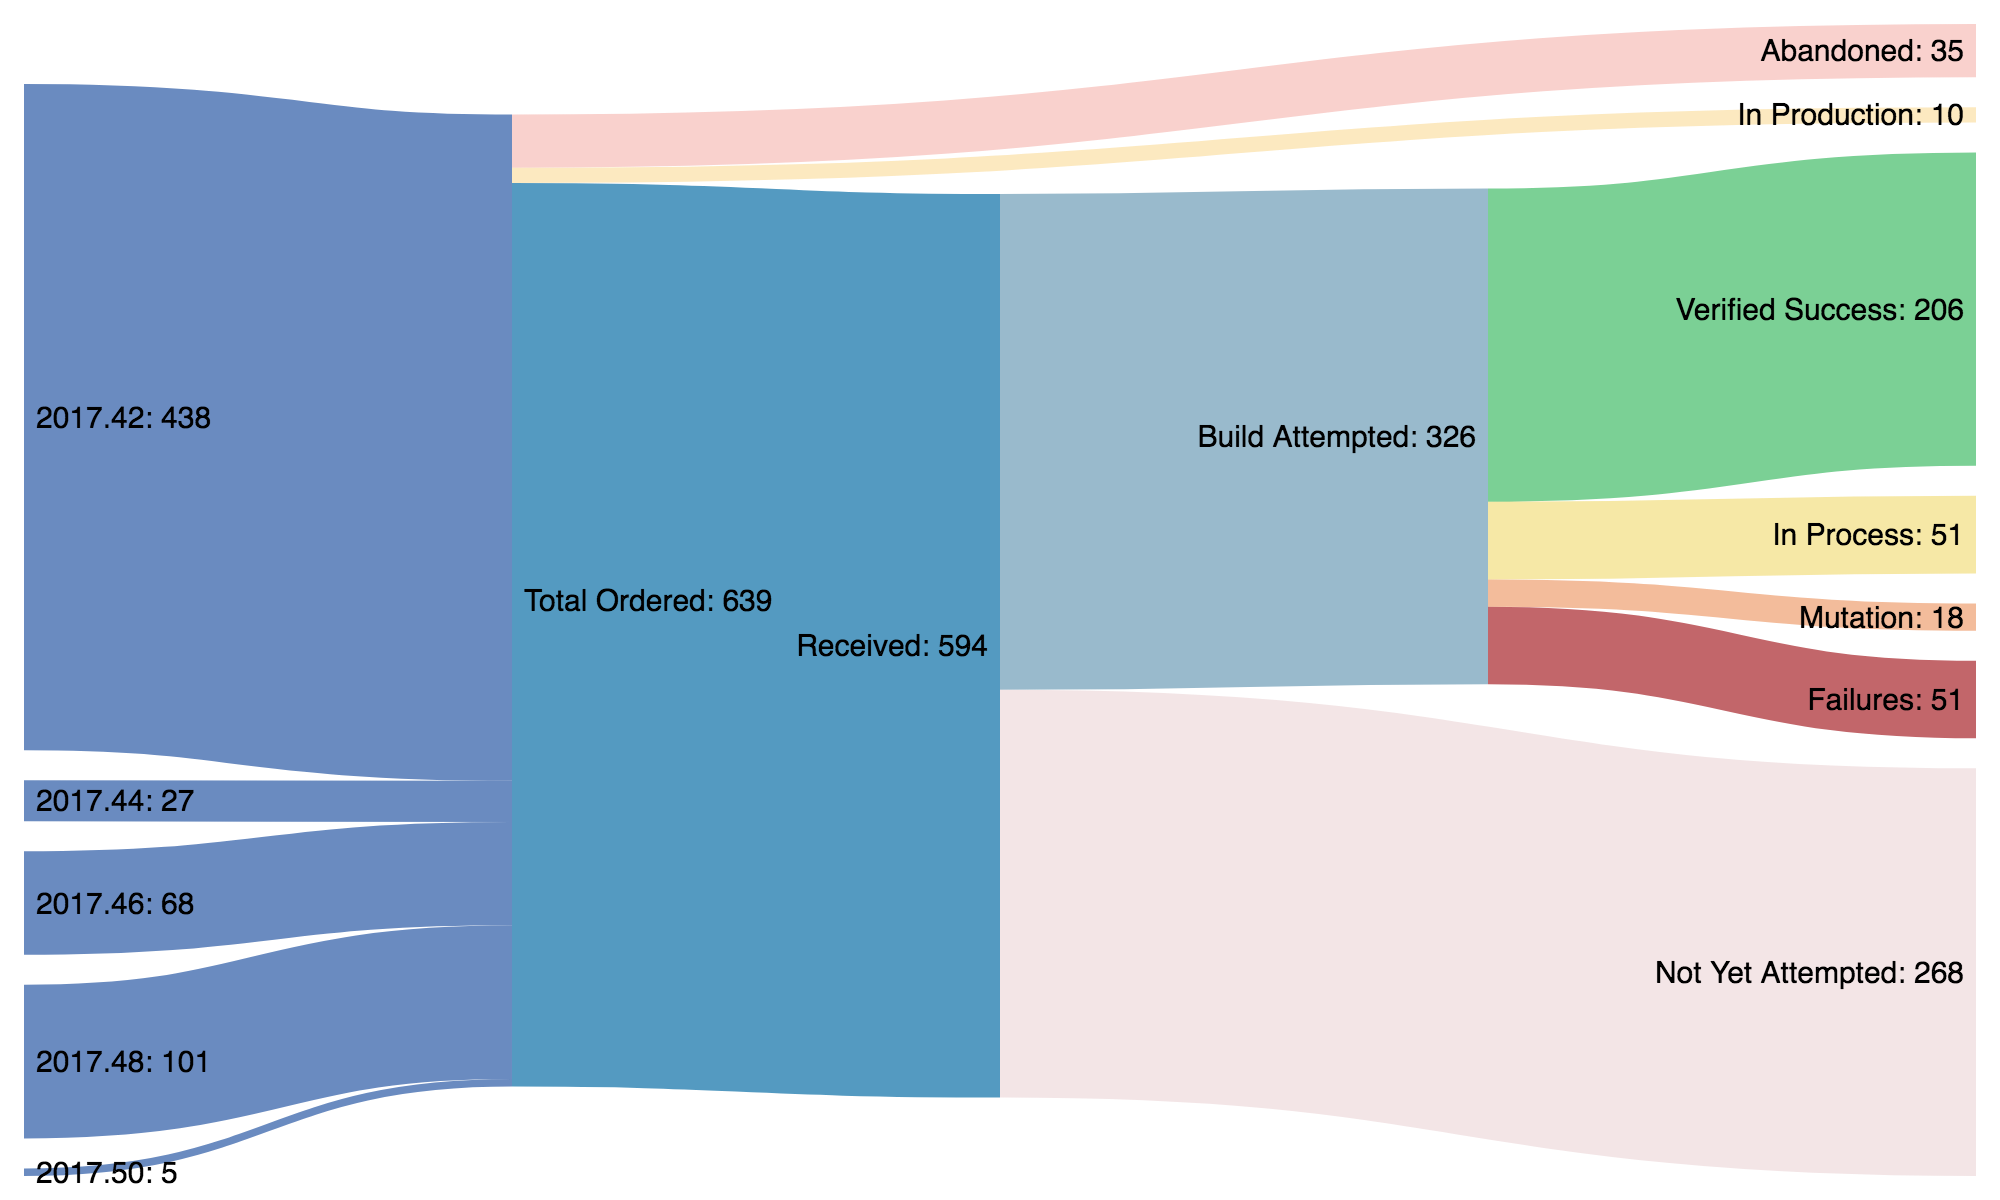 Abandoned: 35
In Production: 10
Verified Success: 206
2017.42: 438
Build Attempted: 326
In Process: 51
Total Ordered: 639
Mutation: 18
Received: 594
Failures: 51
2017.44: 27
2017.46: 68
Not Yet Attempted: 268
2017.48: 101
2017.50: 5